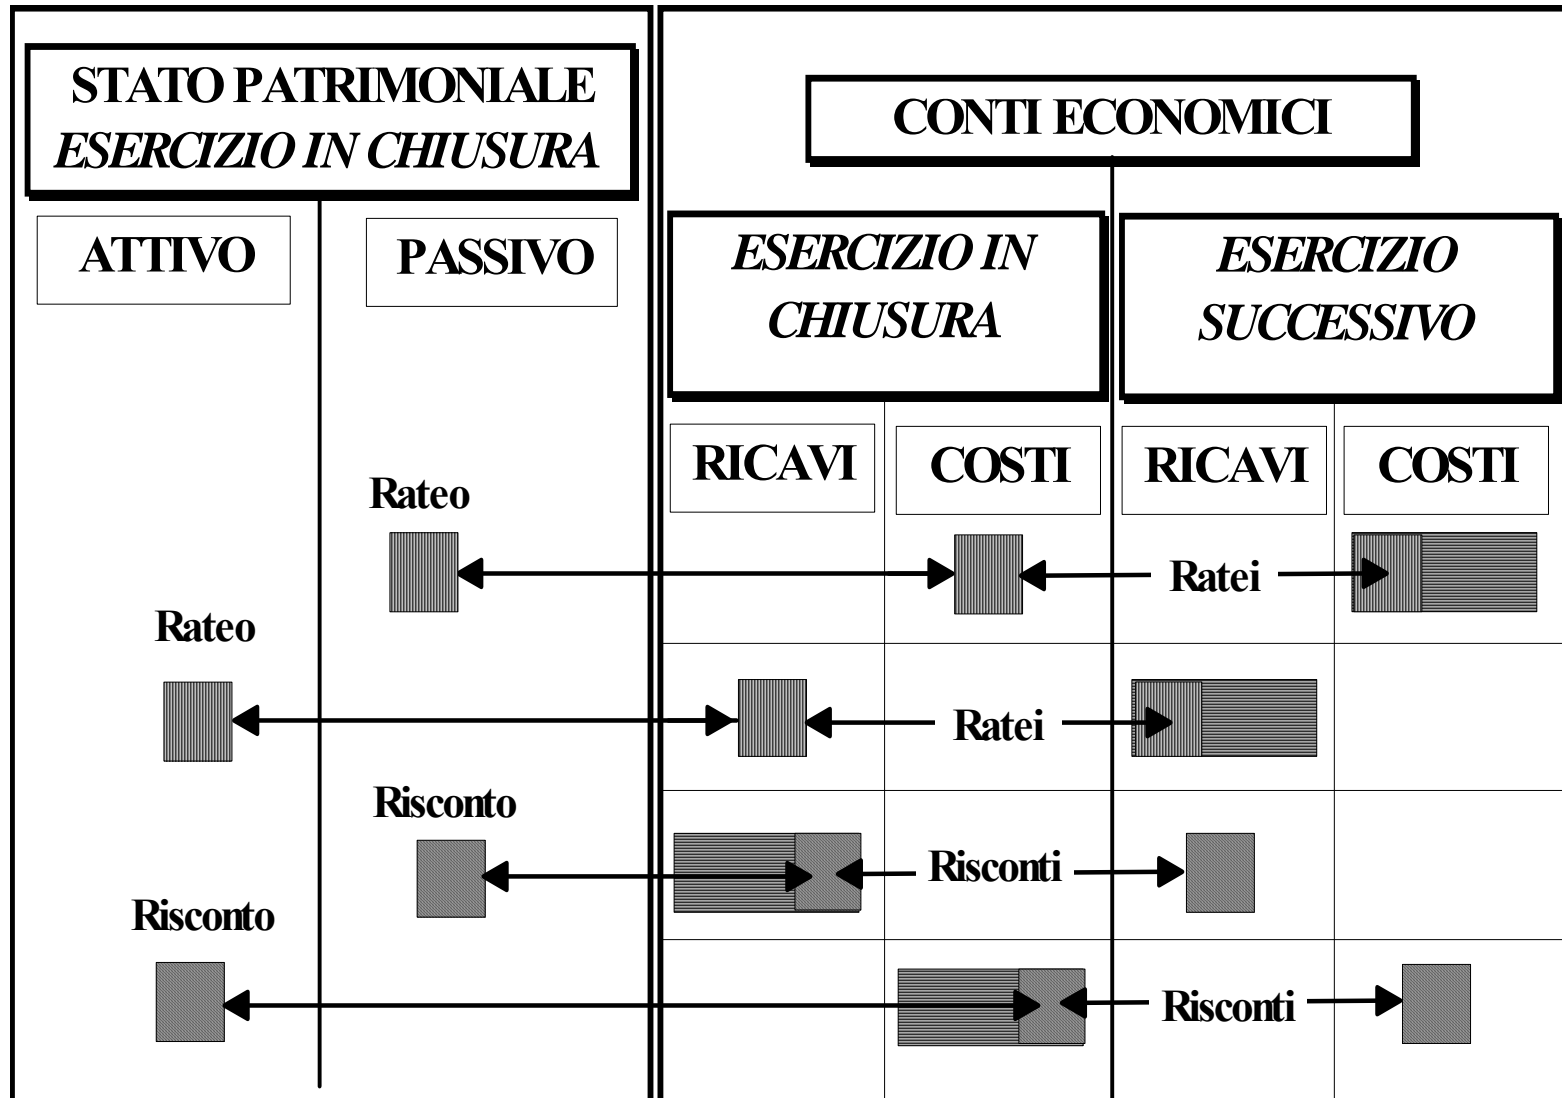 STATO PATRIMONIALE
ESERCIZIO IN CHIUSURA
CONTI ECONOMICI
ATTIVO
PASSIVO
ESERCIZIO IN
CHIUSURA
ESERCIZIO
SUCCESSIVO
RICAVI
COSTI
RICAVI
COSTI
Rateo
Ratei
Rateo
Ratei
Risconto
Risconti
Risconto
Risconti